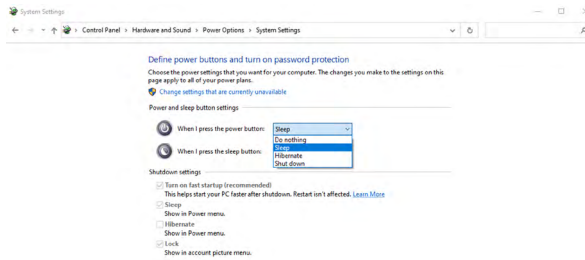 System Settings
Control Panel > Hardware and Sound > Power Options > System Settings
Define power buttons and turn on password protection
Choose the power settings that you want for your computer. The changes you make to the settings on this
page apply to all of your power plans.
Change settings that are currently unavailable
Power and sleep button settings
When I press the power button: Sleep
Do nothing
Sleep
When I press the sleep button:
Hibernate
Shut down
Shutdown settings
Turn on fast startup (recommended)
This helps start your PC faster after shutdown. Restart isn't affected. Learn More
Sleep
Show in Power menu.
Hibernate
Show in Power menu.
Lock
Show in account picture menu.